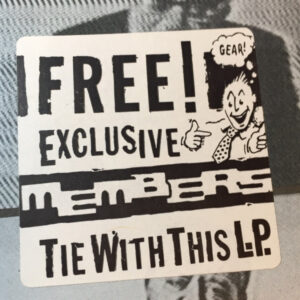 GEAR!
FREE!
EXCLUSIVE
MEMBERS
TIE WITH THIS L.P.